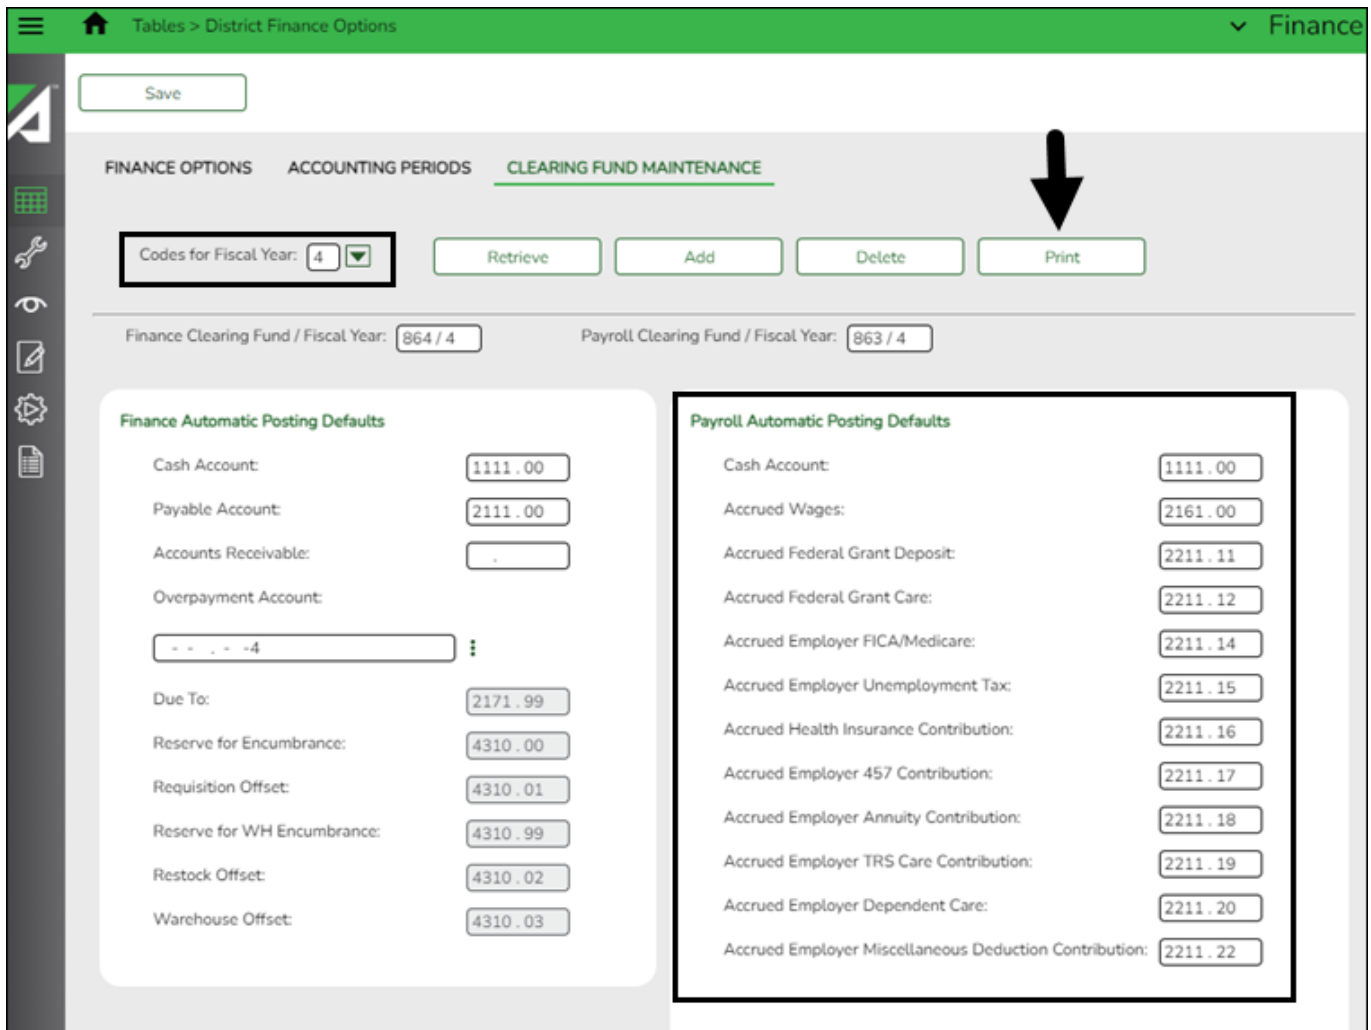 Tables > District Finance Options
Finance
Save
FINANCE OPTIONS ACCOUNTING PERIODS CLEARING FUND MAINTENANCE
Codes for Fiscal Year: 4 Retrieve Add Delete Print
Finance Clearing Fund / Fiscal Year: 864 / 4 Payroll Clearing Fund / Fiscal Year: 863 / 4
Finance Automatic Posting Defaults
Cash Account: 1111 . 00
Payable Account: 2111 . 00
Accounts Receivable: .
Overpayment Account:
- - . - -4
Due To: 2171 . 99
Reserve for Encumbrance: 4310 . 00
Requisition Offset: 4310 . 01
Reserve for WH Encumbrance: 4310 . 99
Restock Offset: 4310 . 02
Warehouse Offset: 4310 . 03
Payroll Automatic Posting Defaults
Cash Account: 1111 . 00
Accrued Wages: 2161 . 00
Accrued Federal Grant Deposit: 2211 . 11
Accrued Federal Grant Care: 2211 . 12
Accrued Employer FICA/Medicare: 2211 . 14
Accrued Employer Unemployment Tax: 2211 . 15
Accrued Health Insurance Contribution: 2211 . 16
Accrued Employer 457 Contribution: 2211 . 17
Accrued Employer Annuity Contribution: 2211 . 18
Accrued Employer TRS Care Contribution: 2211 . 19
Accrued Employer Dependent Care: 2211 . 20
Accrued Employer Miscellaneous Deduction Contribution: 2211 . 22